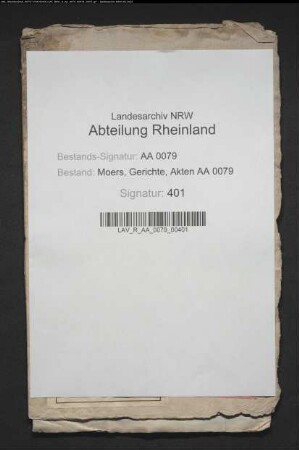 Landesarchiv NRW
Abteilung Rheinland
Bestands-Signatur: AA 0079
Bestand: Moers, Gerichte, Akten AA 0079
Signatur: 401
LAV_R_AA_0079_00401